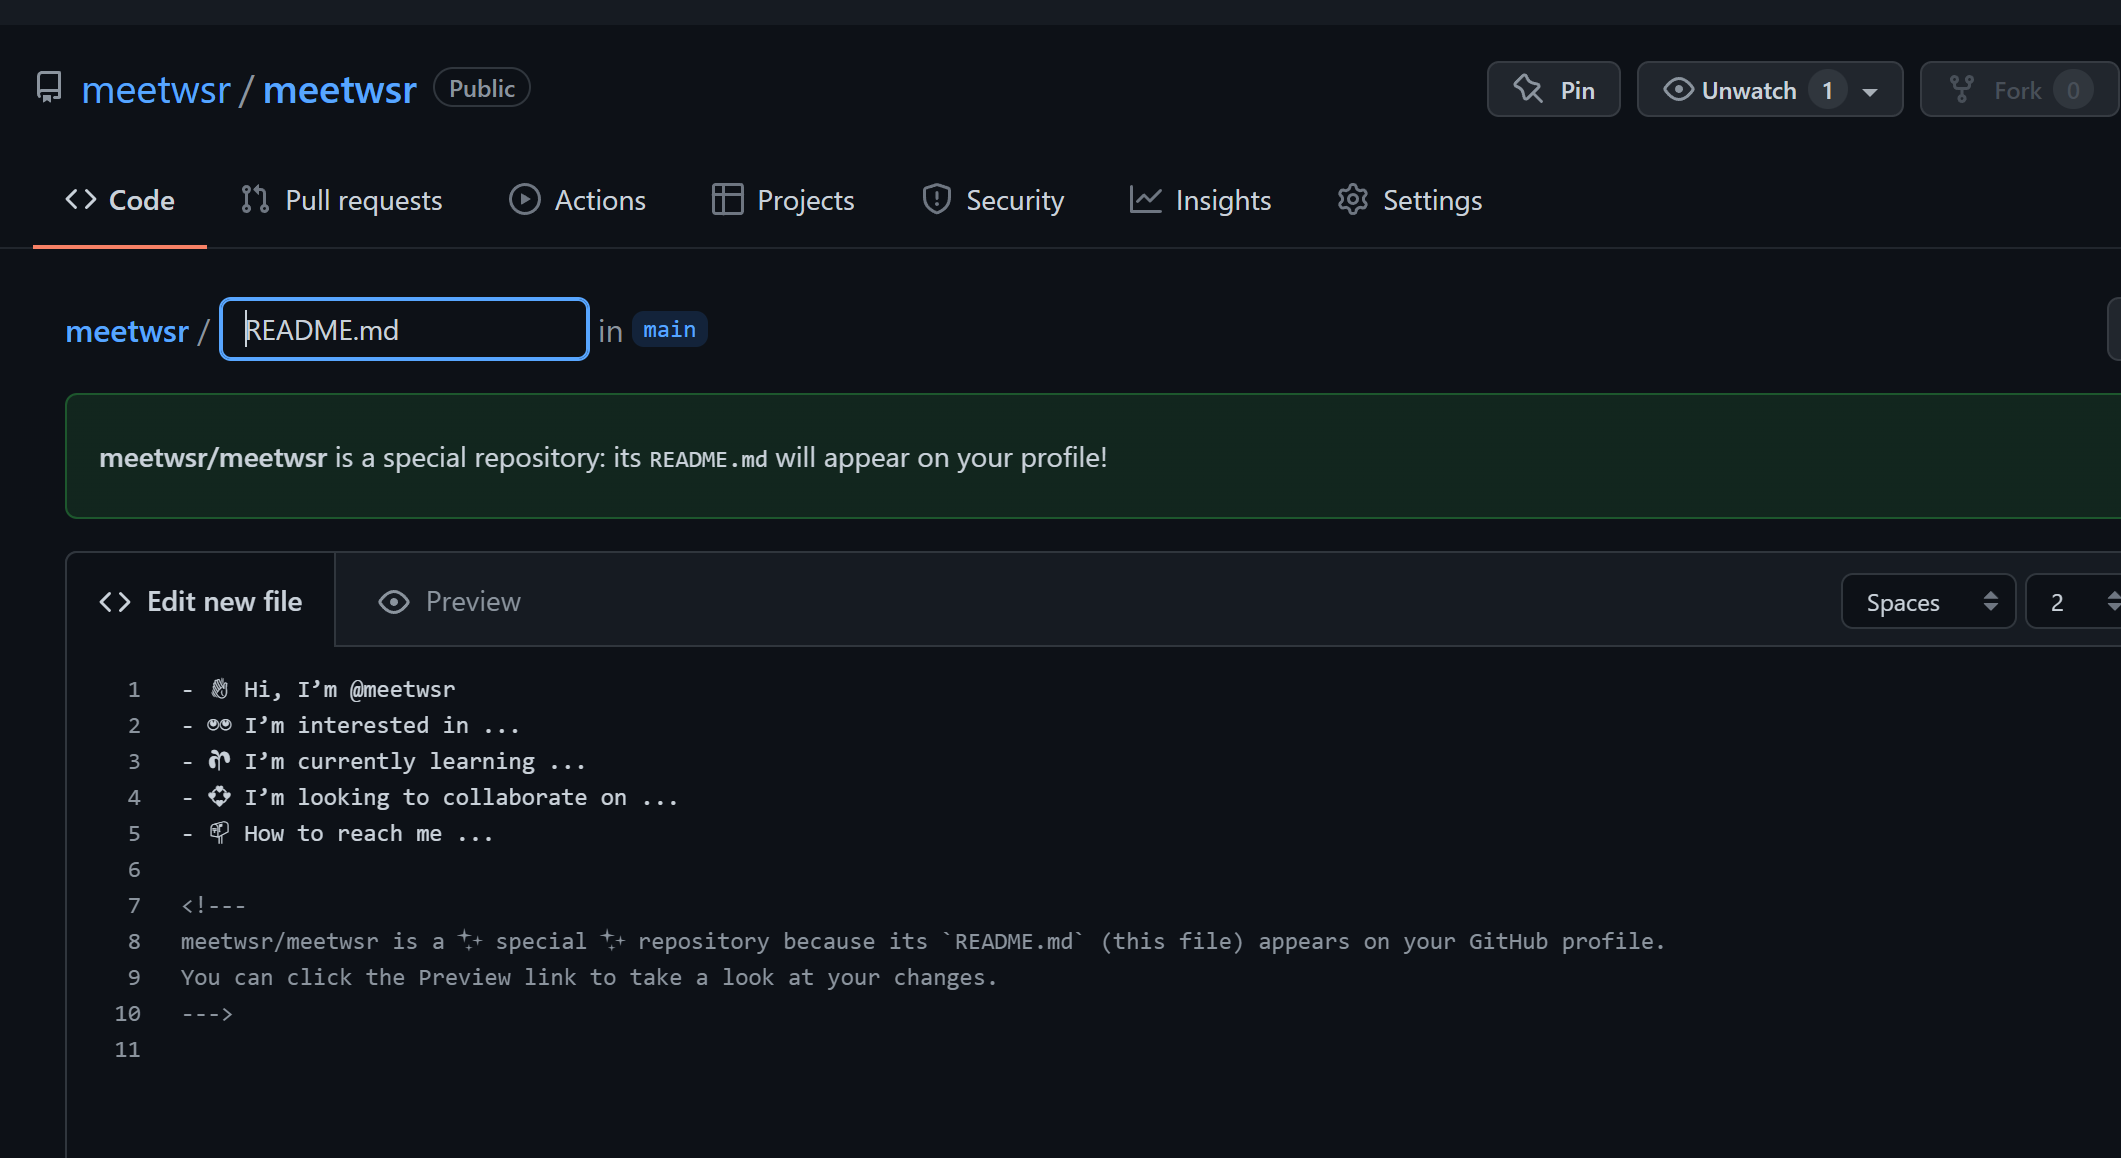 meetwsr / meetwsr Public Pin Unwatch 1 Fork 0
Code Pull requests Actions Projects Security Insights Settings
meetwsr / README.md in main
meetwsr/meetwsr is a special repository: its README.md will appear on your profile!
Edit new file Preview Spaces 2
1 - 👋 Hi, I’m @meetwsr
2 - 👀 I’m interested in ...
3 - 🌱 I’m currently learning ...
4 - 💞️ I’m looking to collaborate on ...
5 - 📫 How to reach me ...
6
7 <!---
8 meetwsr/meetwsr is a ✨ special ✨ repository because its `README.md` (this file) appears on your GitHub profile.
9 You can click the Preview link to take a look at your changes.
10 --->
11